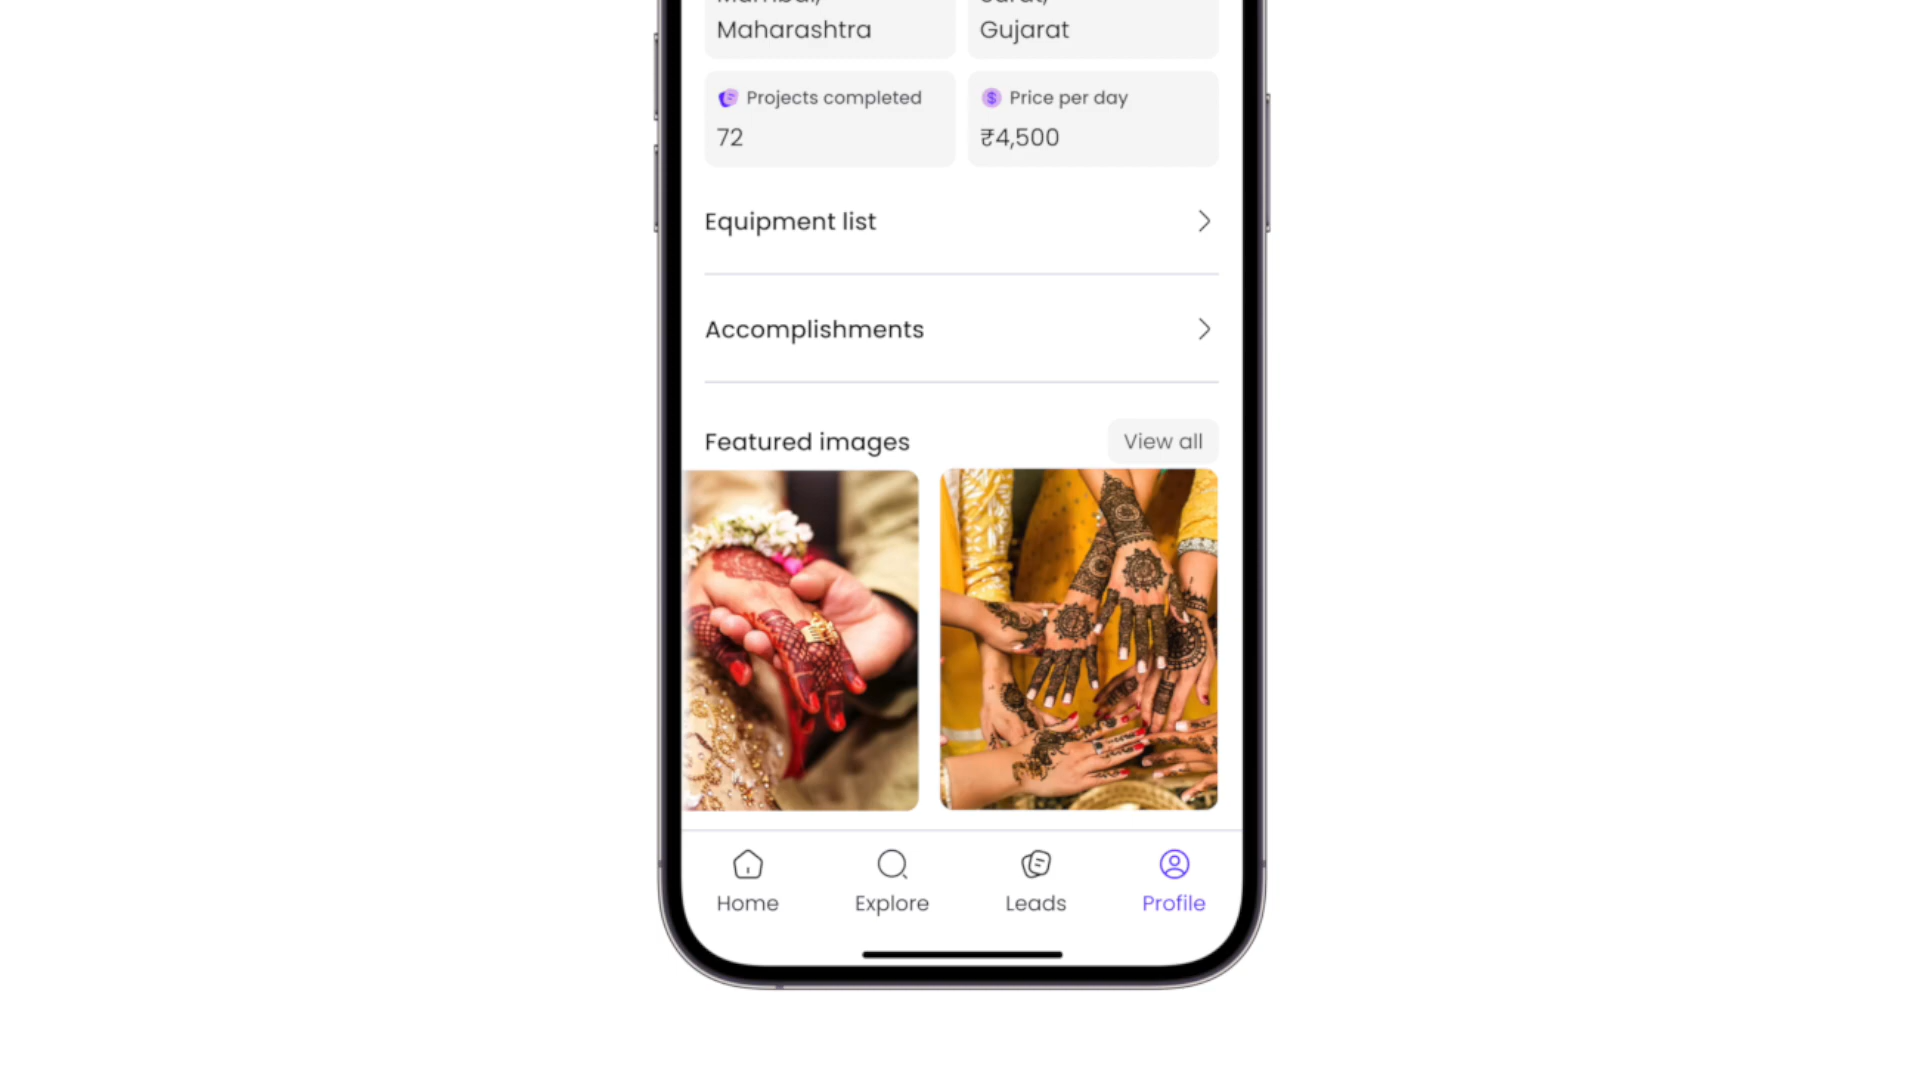 Maharashtra
Gujarat
Projects completed
Price per day
72
₹4,500
Equipment list
Accomplishments
Featured images
View all
Home
Explore
Leads
Profile